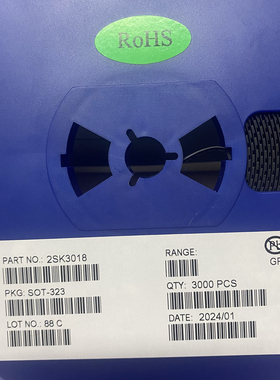 RoHS
PART NO.: 2SK3018
RANGE:
PKG: SOT-323
QTY: 3000 PCS
LOT NO.: 88 C
DATE: 2024/01